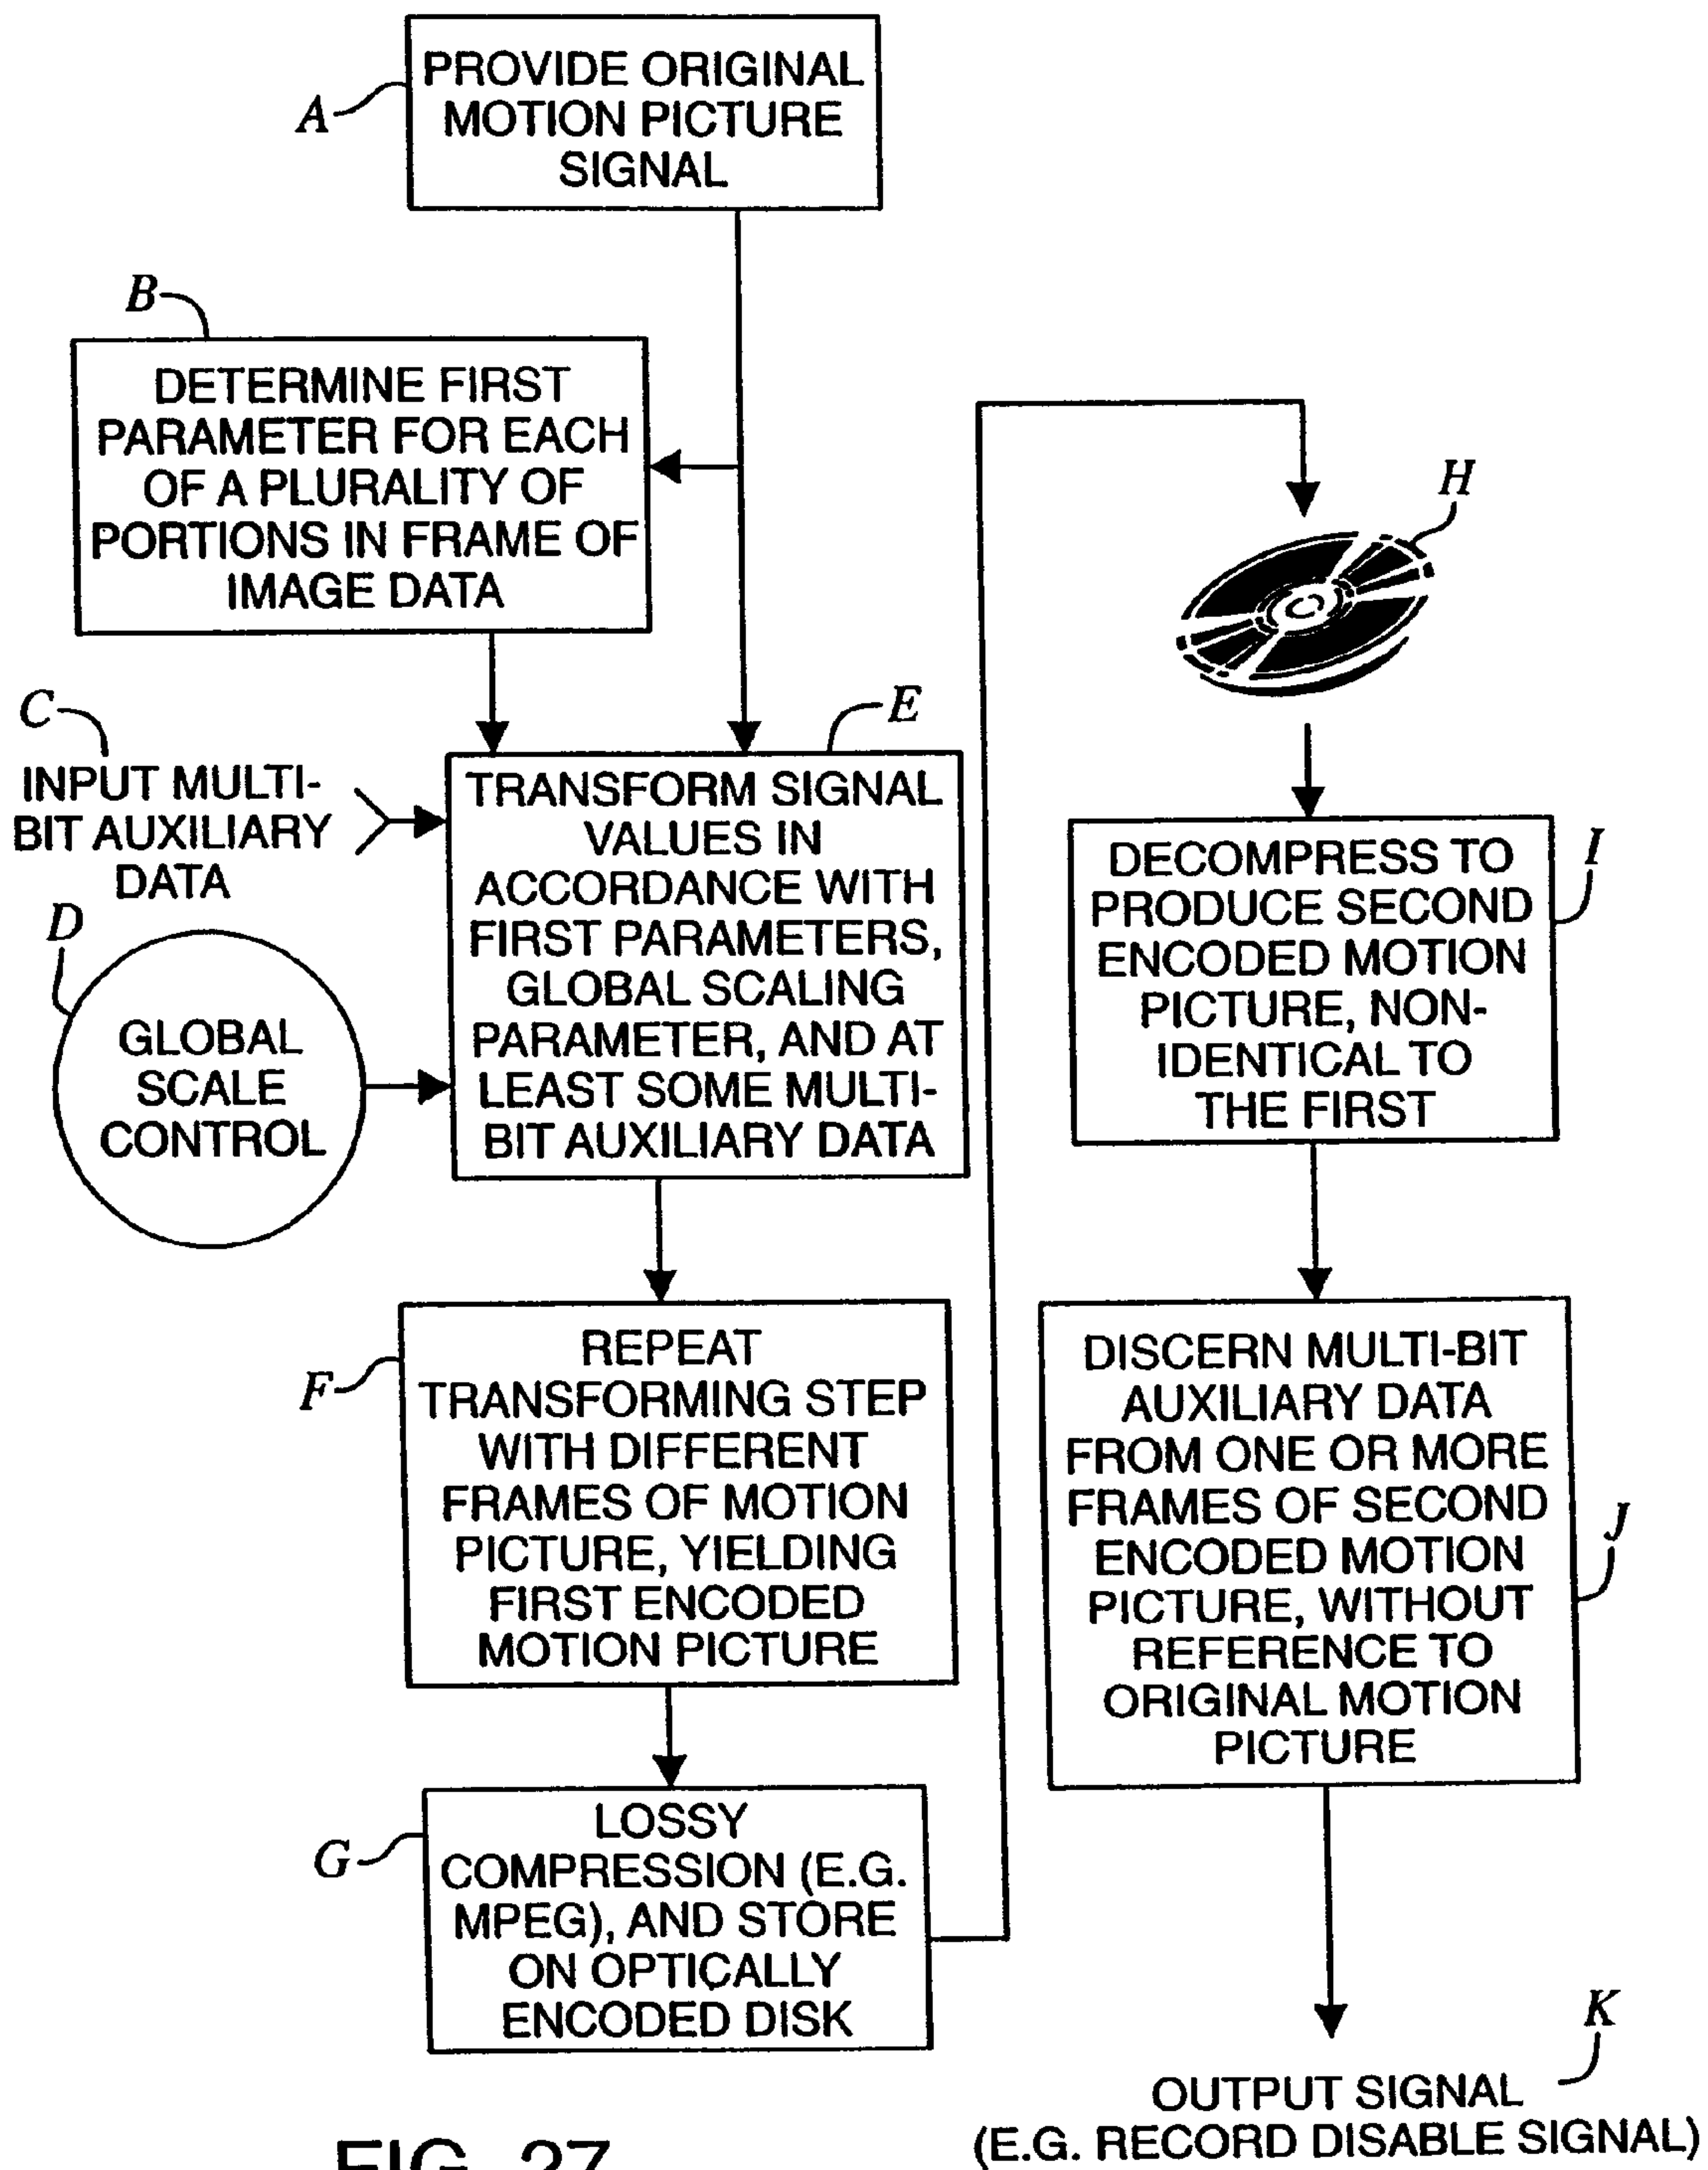 A
PROVIDE ORIGINAL
MOTION PICTURE
SIGNAL
B
DETERMINE FIRST
PARAMETER FOR EACH
OF A PLURALITY OF
PORTIONS IN FRAME OF
IMAGE DATA
C
INPUT MULTI-
BIT AUXILIARY
DATA
D
GLOBAL
SCALE
CONTROL
E
TRANSFORM SIGNAL
VALUES IN
ACCORDANCE WITH
FIRST PARAMETERS,
GLOBAL SCALING
PARAMETER, AND AT
LEAST SOME MULTI-
BIT AUXILIARY DATA
F
REPEAT
TRANSFORMING STEP
WITH DIFFERENT
FRAMES OF MOTION
PICTURE, YIELDING
FIRST ENCODED
MOTION PICTURE
G
LOSSY
COMPRESSION (E.G.
MPEG), AND STORE
ON OPTICALLY
ENCODED DISK
H
I
DECOMPRESS TO
PRODUCE SECOND
ENCODED MOTION
PICTURE, NON-
IDENTICAL TO
THE FIRST
J
DISCERN MULTI-BIT
AUXILIARY DATA
FROM ONE OR MORE
FRAMES OF SECOND
ENCODED MOTION
PICTURE, WITHOUT
REFERENCE TO
ORIGINAL MOTION
PICTURE
K
OUTPUT SIGNAL
(E.G. RECORD DISABLE SIGNAL)
FIG. 27